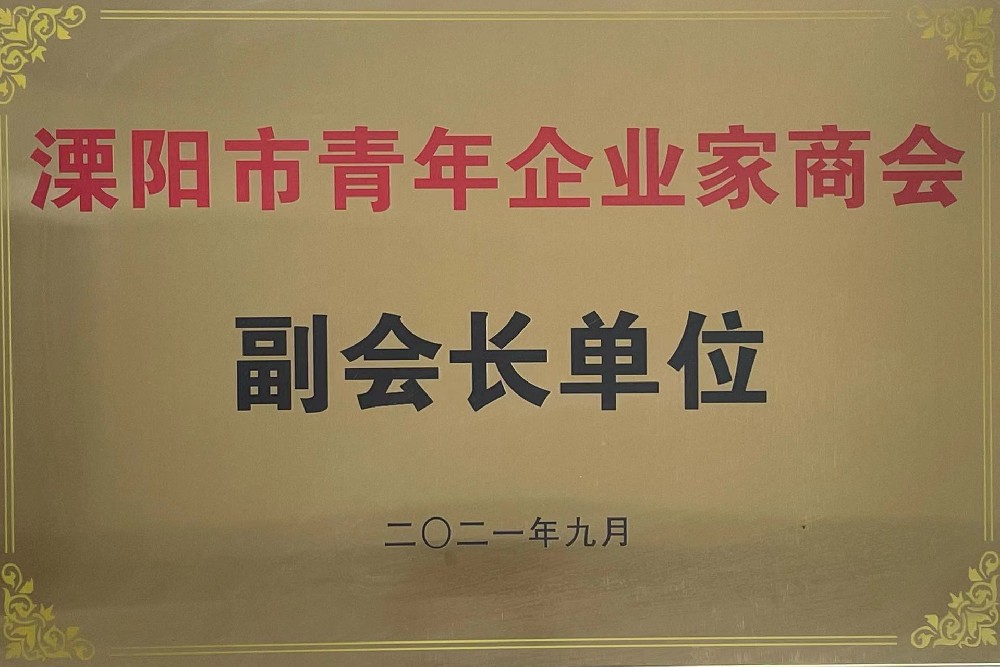 溧阳市青年企业家商会
副会长单位
二〇二一年九月